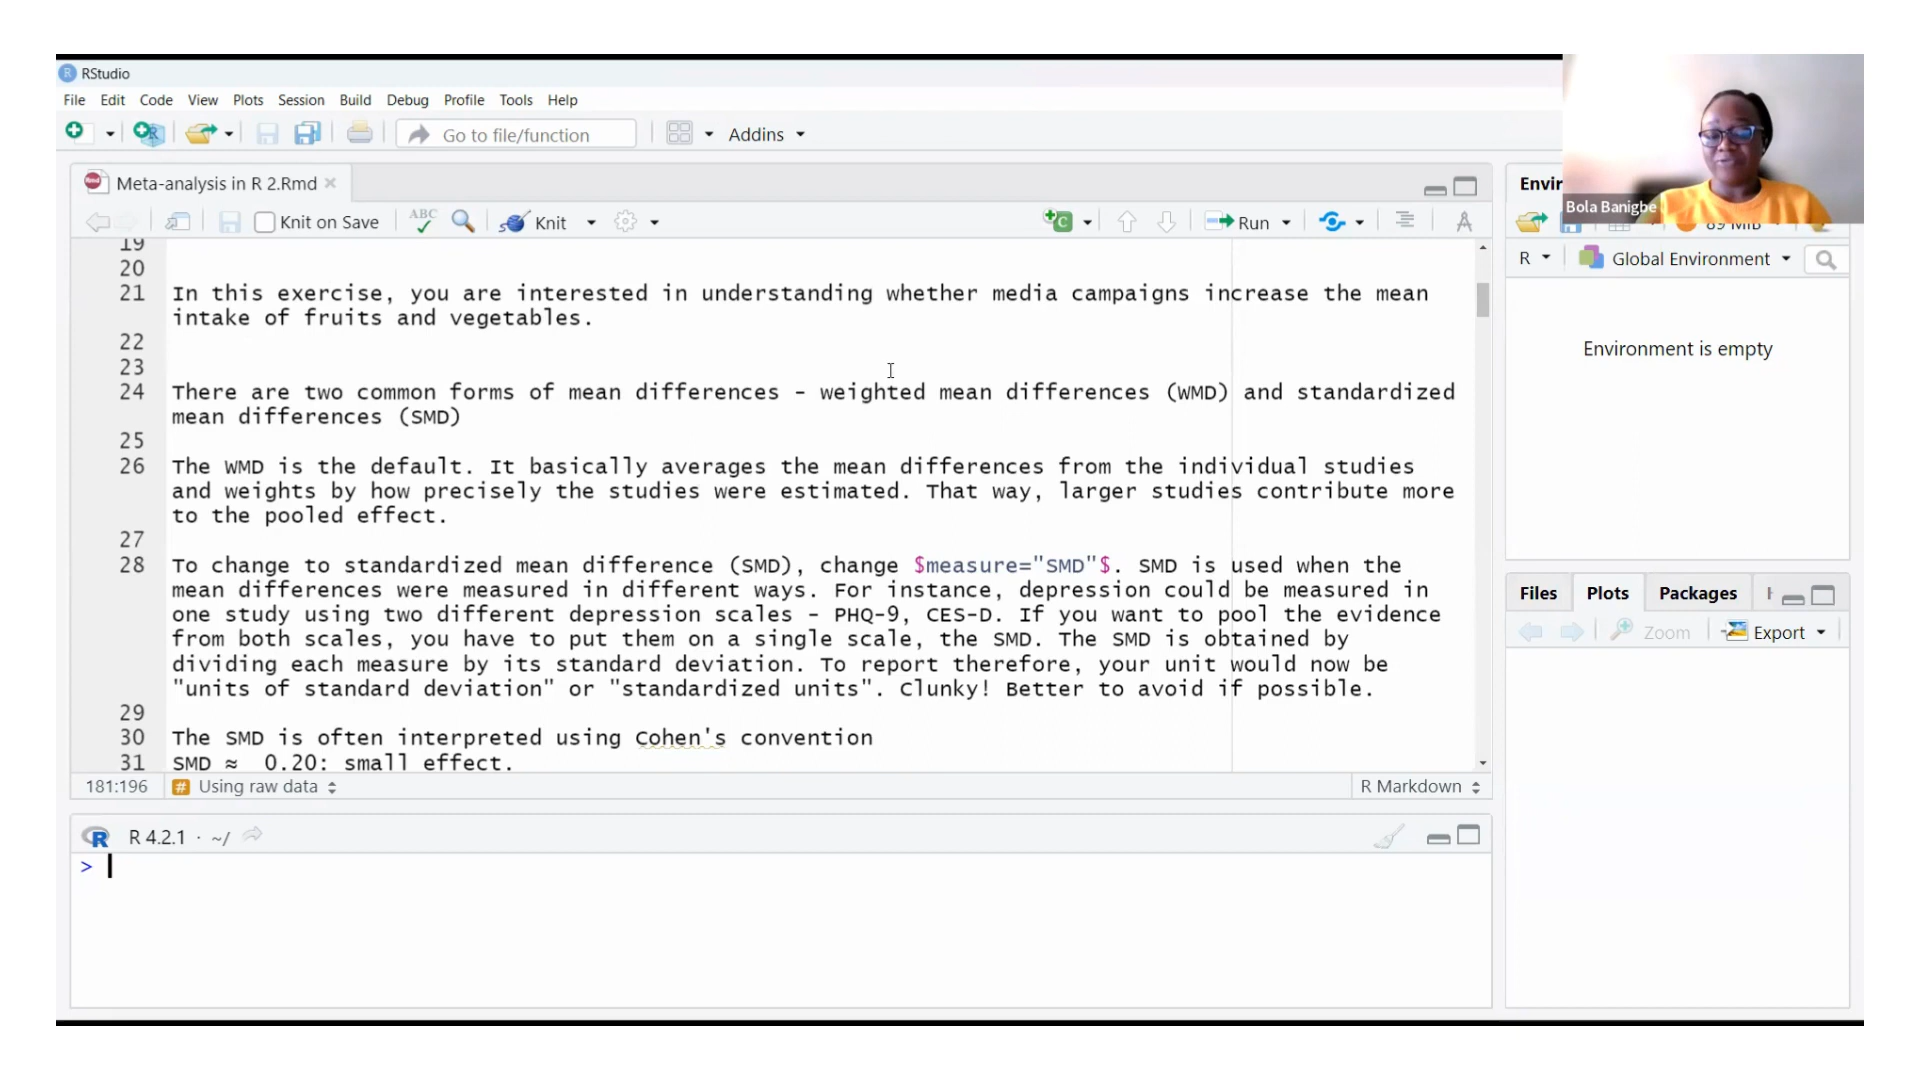 RStudio
File Edit Code View Plots Session Build Debug Profile Tools Help
Go to file/function Addins
Bola Banigbe
Meta-analysis in R 2.Rmd
ABC Knit on Save Knit Run
19
20
21 In this exercise, you are interested in understanding whether media campaigns increase the mean
intake of fruits and vegetables.
22
23
24 There are two common forms of mean differences - weighted mean differences (WMD) and standardized
mean differences (SMD)
25
26 The WMD is the default. It basically averages the mean differences from the individual studies
and weights by how precisely the studies were estimated. That way, larger studies contribute more
to the pooled effect.
27
28 To change to standardized mean difference (SMD), change $measure="SMD"$. SMD is used when the
mean differences were measured in different ways. For instance, depression could be measured in
one study using two different depression scales - PHQ-9, CES-D. If you want to pool the evidence
from both scales, you have to put them on a single scale, the SMD. The SMD is obtained by
dividing each measure by its standard deviation. To report therefore, your unit would now be
"units of standard deviation" or "standardized units". Clunky! Better to avoid if possible.
29
30 The SMD is often interpreted using Cohen's convention
31 SMD ≈ 0.20: small effect.
181:196 # Using raw data R Markdown
R 4.2.1 · ~/
>
Envir
89 MiB
R Global Environment
Environment is empty
Files Plots Packages
Zoom Export